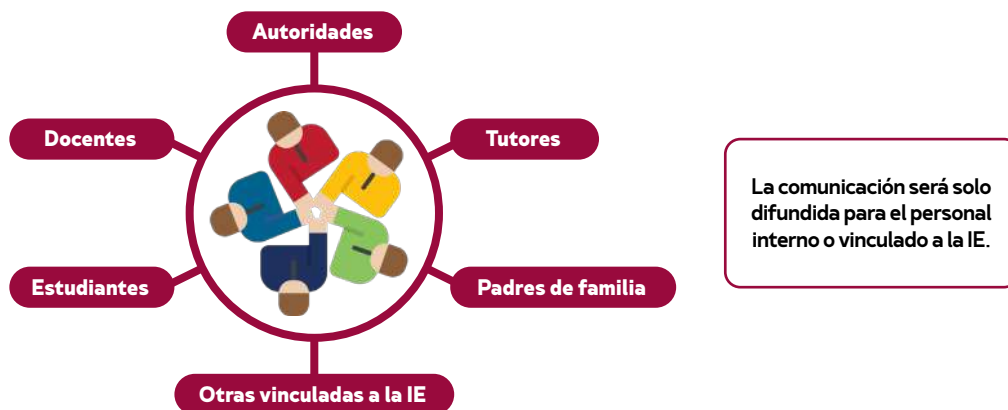 Autoridades
Docentes
Tutores
Estudiantes
Padres de familia
Otras vinculadas a la IE
La comunicación será solo
difundida para el personal
interno o vinculado a la IE.